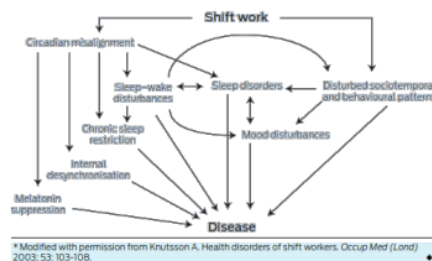 Shift work
Circadian misalignment
Sleep–wake
disturbances
Sleep disorders
Disturbed sociotempora
and behavioural pattern
Chronic sleep
restriction
Mood disturbances
Internal
desynchronisation
Melatonin
suppression
Disease
* Modified with permission from Knutsson A. Health disorders of shift workers. Occup Med (Lond)
2003; 53: 103-108.